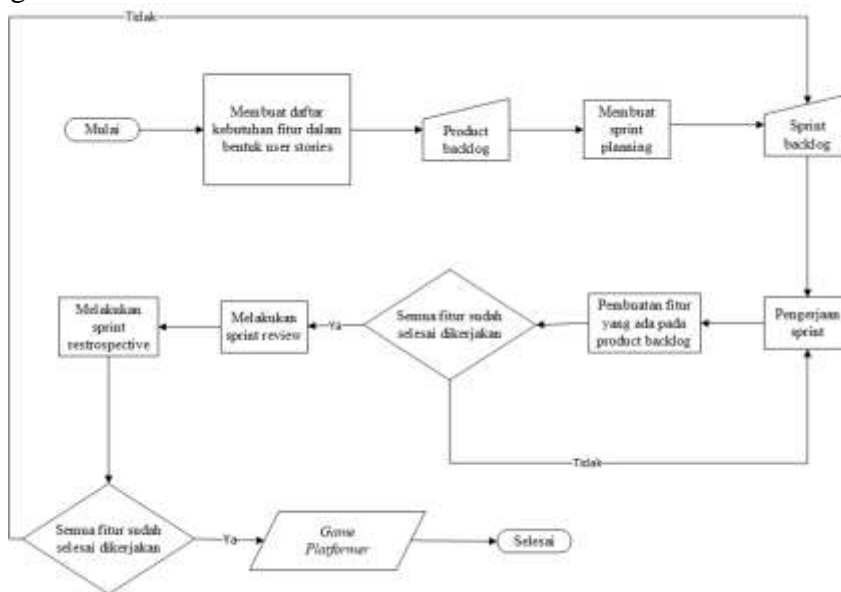 Tidak
Mulai
Membuat daftar
kebutuhan fitur dalam
bentuk user stories
Product
backlog
Membuat
sprint
planning
Sprint
backlog
Melakukan
sprint
restrospective
Melakukan
sprint review
Ya
Semua fitur sudah
selesai dikerjakan
Pembuatan fitur
yang ada pada
product backlog
Pengerjaan
sprint
Tidak
Semua fitur sudah
selesai dikerjakan
Ya
Game
Platformer
Selesai